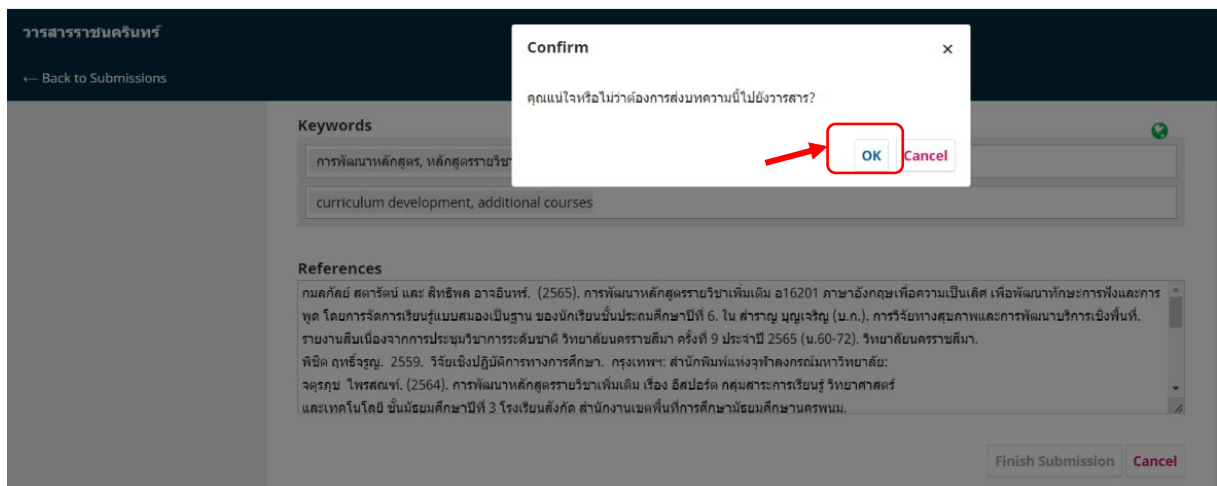 วารสารราชนครินทร์
← Back to Submissions
Confirm
×
คุณแน่ใจหรือไม่ว่าต้องการส่งบทความนี้ไปยังวารสาร?
OK
Cancel
Keywords
การพัฒนาหลักสูตร, หลักสูตรรายวิชา
curriculum development, additional courses
References
กมลกัลย์ สตารัตน์ และ สิทธิพล อาจอินทร์. (2565). การพัฒนาหลักสูตรรายวิชาเพิ่มเติม อ16201 ภาษาอังกฤษเพื่อความเป็นเลิศ เพื่อพัฒนาทักษะการฟังและการ
พูด โดยการจัดการเรียนรู้แบบสมองเป็นฐาน ของนักเรียนชั้นประถมศึกษาปีที่ 6. ใน สำราญ บุญเจริญ (บ.ก.). การวิจัยทางสุขภาพและการพัฒนาบริการเชิงพื้นที่.
รายงานสืบเนื่องจากการประชุมวิชาการระดับชาติ วิทยาลัยนครราชสีมา ครั้งที่ 9 ประจำปี 2565 (น.60-72). วิทยาลัยนครราชสีมา.
พิชิต ฤทธิ์จรูญ. 2559. วิจัยเชิงปฏิบัติการทางการศึกษา. กรุงเทพฯ: สำนักพิมพ์แห่งจุฬาลงกรณ์มหาวิทยาลัย:
จตุรภุช ไพรสณฑ์. (2564). การพัฒนาหลักสูตรรายวิชาเพิ่มเติม เรื่อง อีสปอร์ต กลุ่มสาระการเรียนรู้ วิทยาศาสตร์
และเทคโนโลยี ชั้นมัธยมศึกษาปีที่ 3 โรงเรียนสังกัด สำนักงานเขตพื้นที่การศึกษามัธยมศึกษานครพนม.
Finish Submission
Cancel